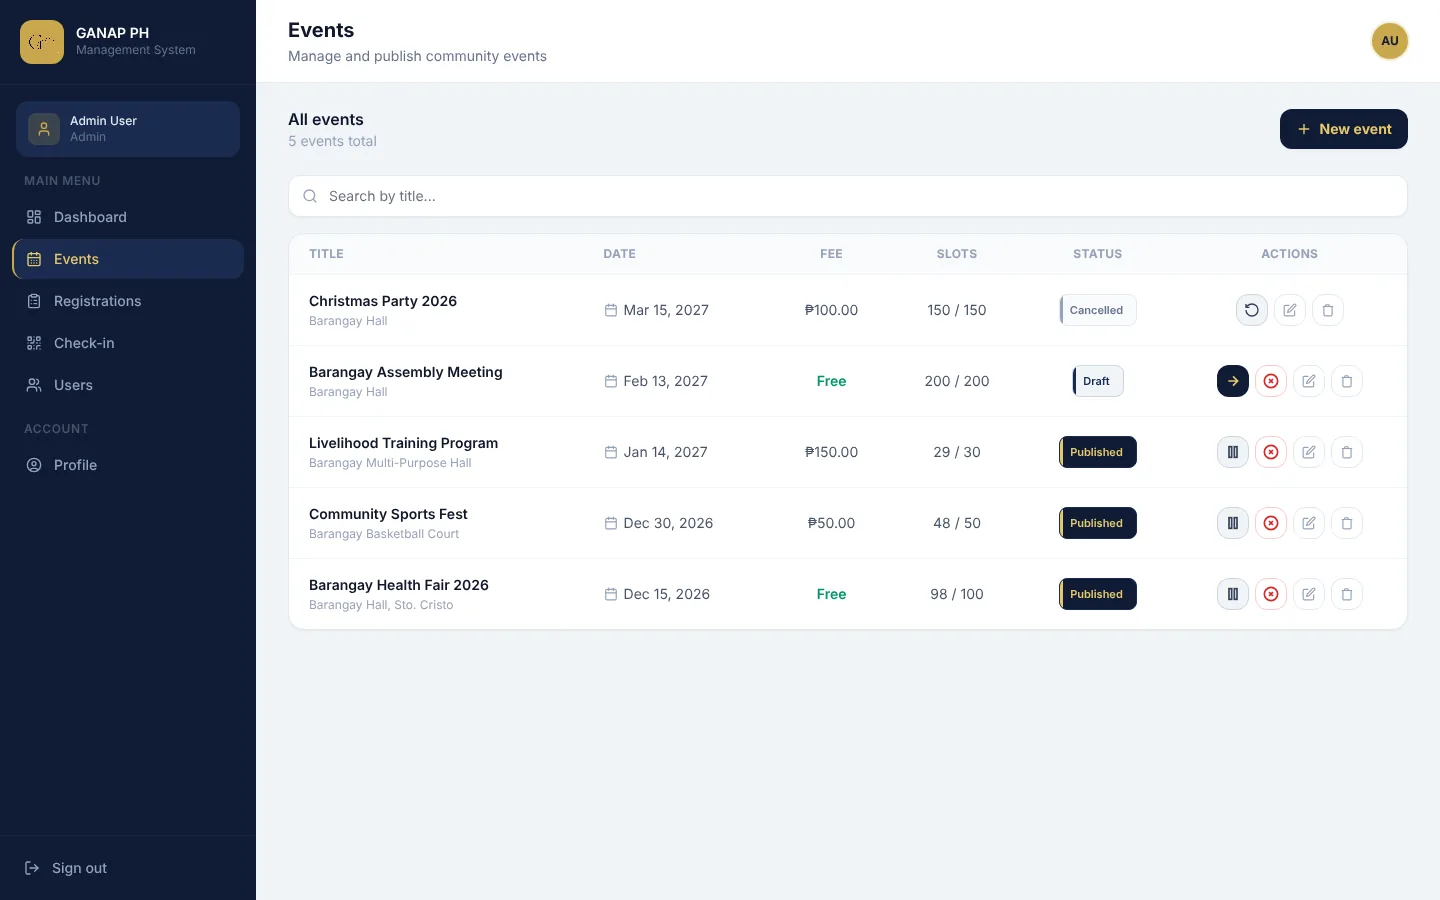 GANAP PH
Management System
Admin User
Admin
MAIN MENU
Dashboard
Events
Registrations
Check-in
Users
ACCOUNT
Profile
Sign out
Events
Manage and publish community events
AU
All events
5 events total
New event
Search by title...
TITLE DATE FEE SLOTS STATUS ACTIONS
Christmas Party 2026
Barangay Hall
Mar 15, 2027 ₱100.00 150 / 150 Cancelled
Barangay Assembly Meeting
Barangay Hall
Feb 13, 2027 Free 200 / 200 Draft
Livelihood Training Program
Barangay Multi-Purpose Hall
Jan 14, 2027 ₱150.00 29 / 30 Published
Community Sports Fest
Barangay Basketball Court
Dec 30, 2026 ₱50.00 48 / 50 Published
Barangay Health Fair 2026
Barangay Hall, Sto. Cristo
Dec 15, 2026 Free 98 / 100 Published